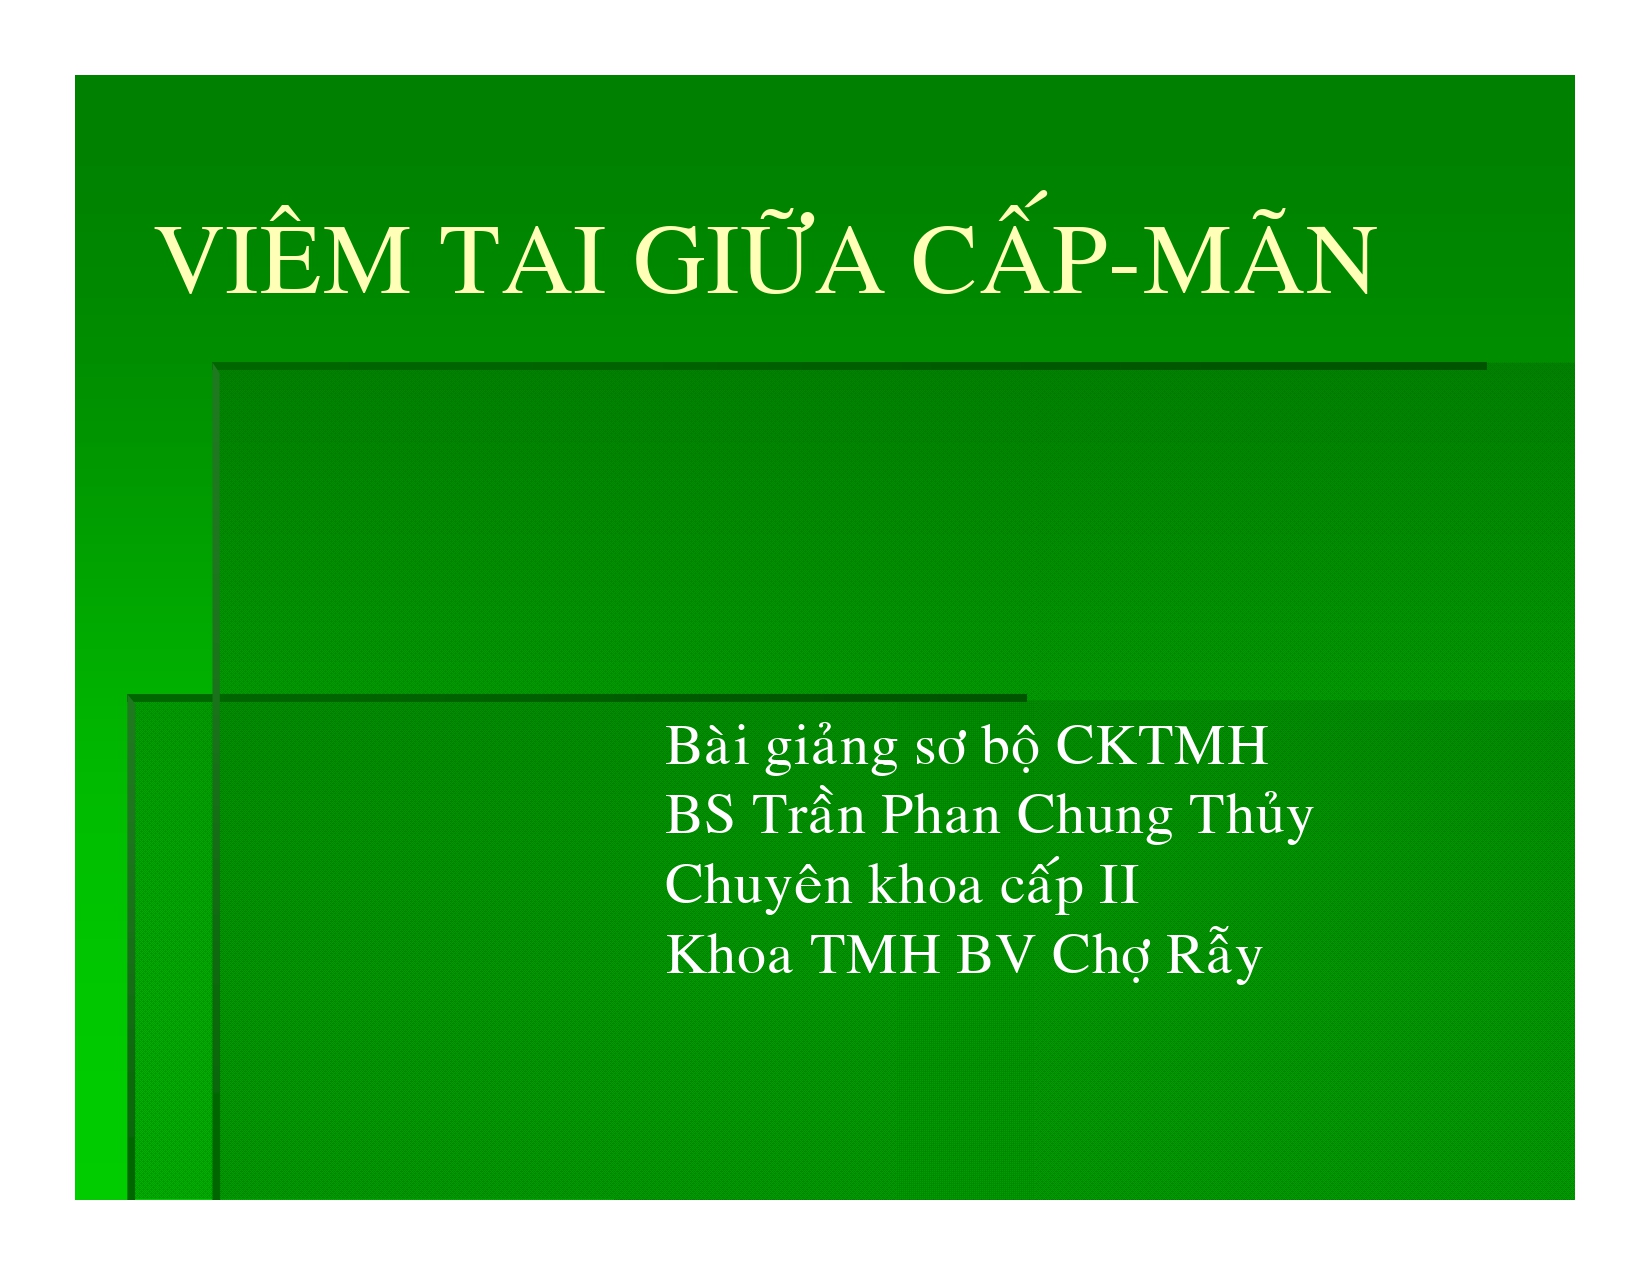 VIÊM TAI GIỮA CẤP-MÃN
Bài giảng sơ bộ CKTMH
BS Trần Phan Chung Thủy
Chuyên khoa cấp II
Khoa TMH BV Chợ Rẫy